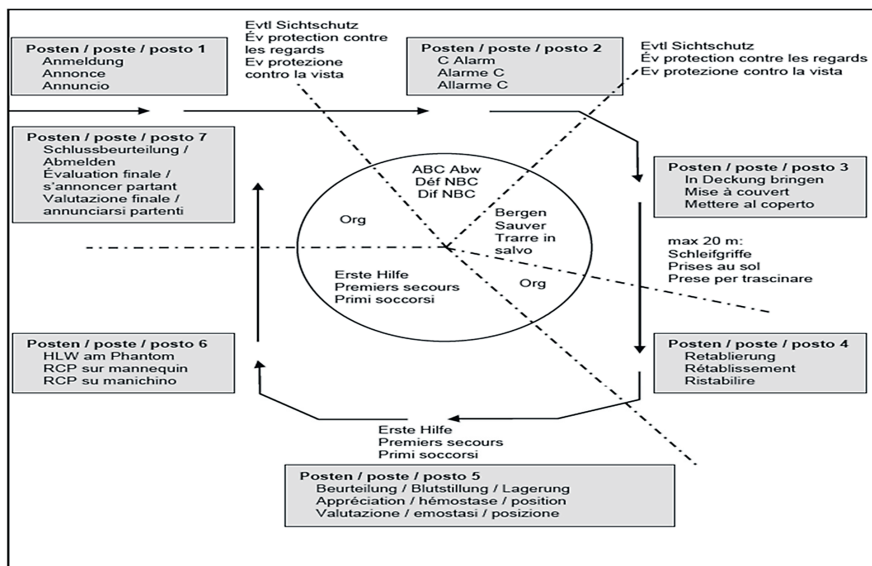 Posten / poste / posto 1
Anmeldung
Annonce
Annuncio
Evtl Sichtschutz
Év protection contre
les regards
Ev protezione
contro la vista
Posten / poste / posto 2
C Alarm
Alarme C
Allarme C
Evtl Sichtschutz
Év protection contre les regards
Ev protezione contro la vista
Posten / poste / posto 7
Schlussbeurteilung /
Abmelden
Évaluation finale /
s'annoncer partant
Valutazione finale /
annunciarsi partenti
ABC Abw
Déf NBC
Dif NBC
Org
Bergen
Sauver
Trarre in
salvo
Erste Hilfe
Premiers secours
Primi soccorsi
Org
Posten / poste / posto 3
In Deckung bringen
Mise à couvert
Mettere al coperto
max 20 m:
Schleifgriffe
Prises au sol
Prese per trascinare
Posten / poste / posto 4
Retablierung
Rétablissement
Ristabilire
Posten / poste / posto 6
HLW am Phantom
RCP sur mannequin
RCP su manichino
Erste Hilfe
Premiers secours
Primi soccorsi
Posten / poste / posto 5
Beurteilung / Blutstillung / Lagerung
Appréciation / hémostase / position
Valutazione / emostasi / posizione